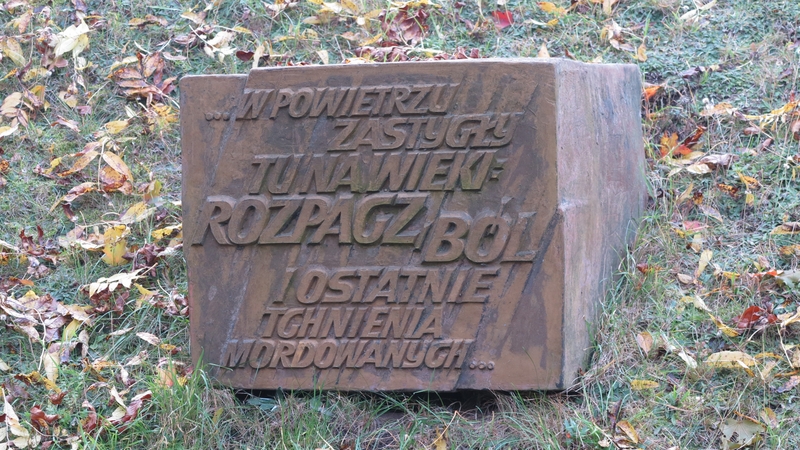 ...W POWIETRZU
ZASTYGŁY
TU NA WIEKI:
ROZPACZ, BÓL
I OSTATNIE
TCHNIENIA
MORDOWANYCH...